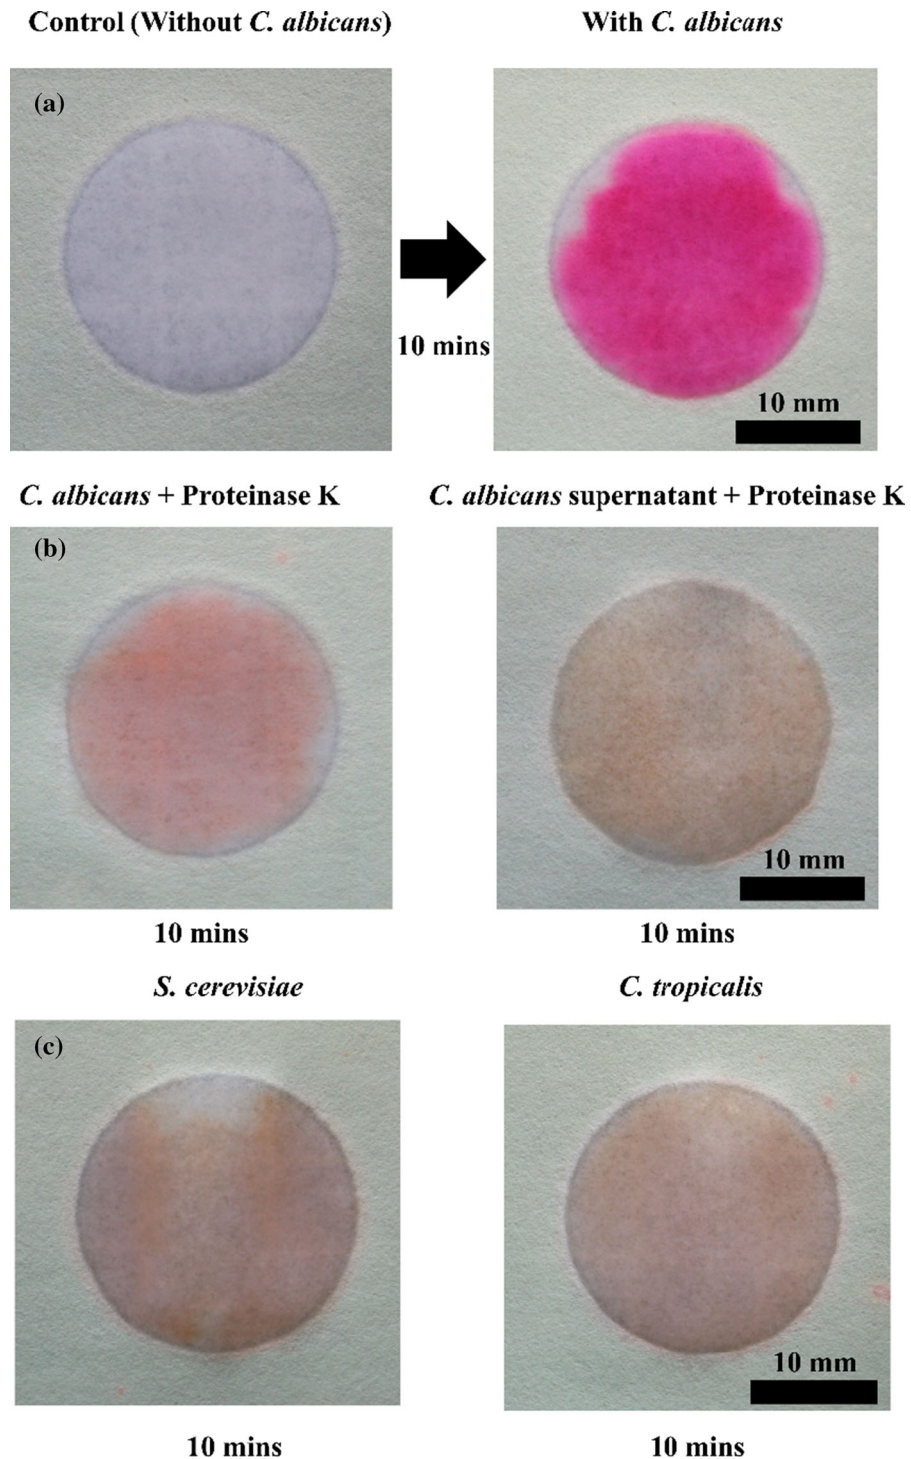 Control (Without C. albicans)
With C. albicans
(a)
10 mins
10 mm
C. albicans + Proteinase K
C. albicans supernatant + Proteinase K
(b)
10 mm
10 mins
10 mins
S. cerevisiae
C. tropicalis
(c)
10 mm
10 mins
10 mins